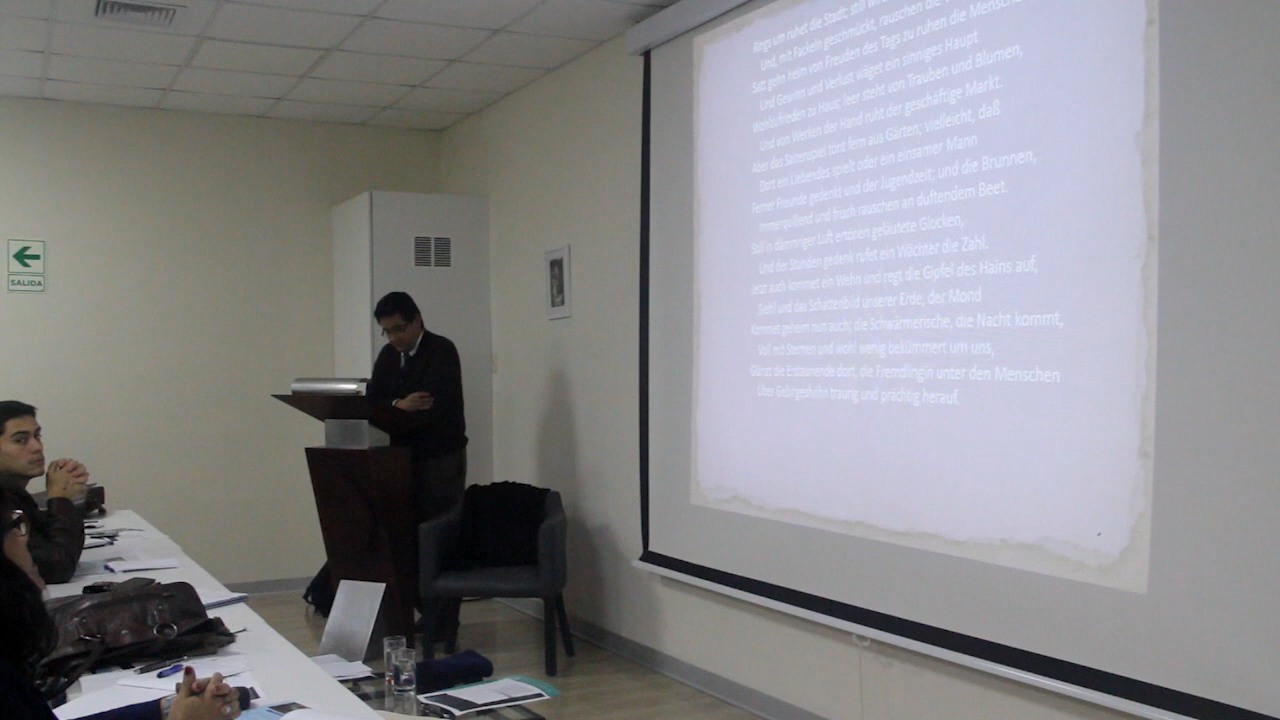 Rings um ruhet die Stadt; still wird
Und, mit Fackeln geschmückt, rauschen die
Satt gehn heim von Freuden des Tags zu ruhen die Menschen
Und Gewinn und Verlust wäget ein sinniges Haupt
Wohlzufrieden zu Haus; leer steht von Trauben und Blumen,
Und von Werken der Hand ruht der geschäftige Markt.
Aber das Saitenspiel tönt fern aus Gärten; vielleicht, daß
Dort ein Liebendes spielt oder ein einsamer Mann
Ferner Freunde gedenkt und der Jugendzeit; und die Brunnen,
Immerquillend und frisch rauschen an duftendem Beet.
Still in dämmriger Luft ertönen geläutete Glocken,
Und der Stunden gedenk rufet ein Wächter die Zahl.
Jetzt auch kommet ein Wehn und regt die Gipfel des Hains auf,
Sieh! und das Schattenbild unserer Erde, der Mond
Kommet geheim nun auch; die Schwärmerische, die Nacht kommt,
Voll mit Sternen und wohl wenig bekümmert um uns,
Glänzt die Erstaunende dort, die Fremdlingin unter den Menschen
Über Gebirgeshöhn traurig und prächtig herauf.
SALIDA